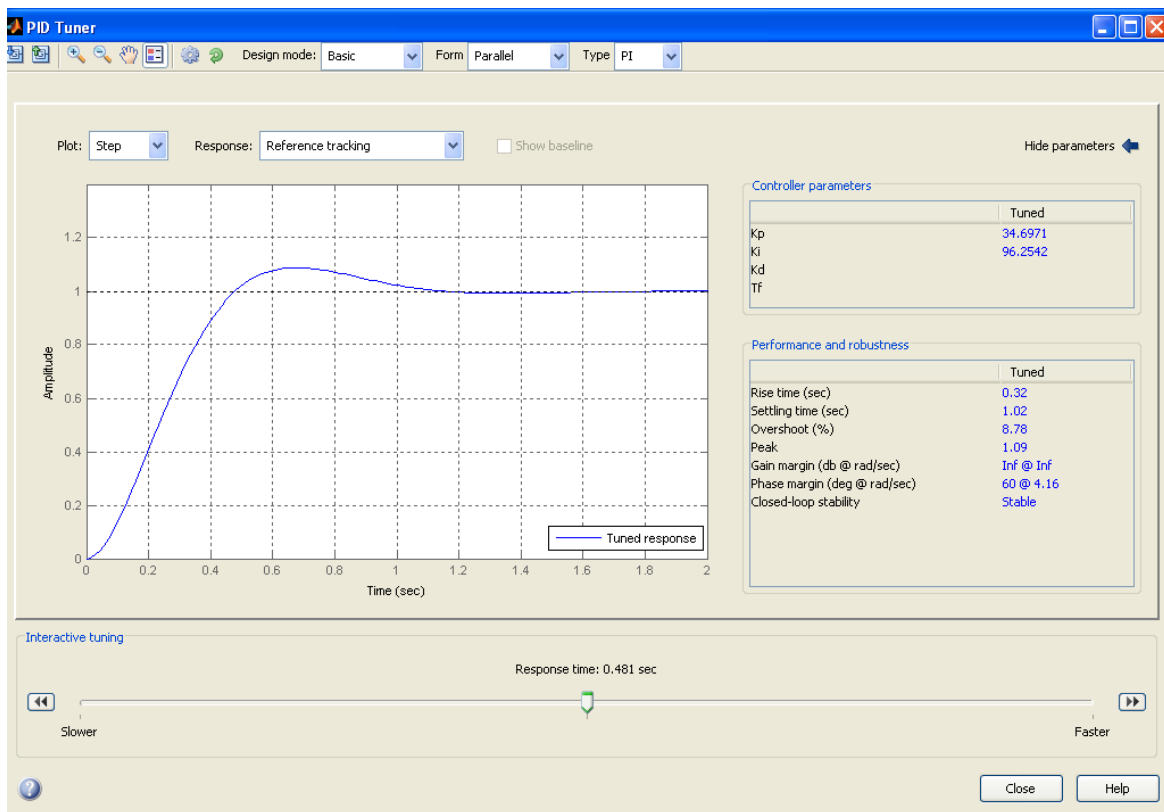 PID Tuner
Design mode: Basic Form Parallel Type PI
Plot: Step Response: Reference tracking Show baseline Hide parameters
Controller parameters
Tuned
Kp 34.6971
Ki 96.2542
Kd
Tf
Performance and robustness
Tuned
Rise time (sec) 0.32
Settling time (sec) 1.02
Overshoot (%) 8.78
Peak 1.09
Gain margin (db @ rad/sec) Inf @ Inf
Phase margin (deg @ rad/sec) 60 @ 4.16
Closed-loop stability Stable
1.2
1
0.8
0.6
0.4
0.2
0
Amplitude
Tuned response
0 0.2 0.4 0.6 0.8 1 1.2 1.4 1.6 1.8 2
Time (sec)
Interactive tuning
Response time: 0.481 sec
Slower Faster
? Close Help